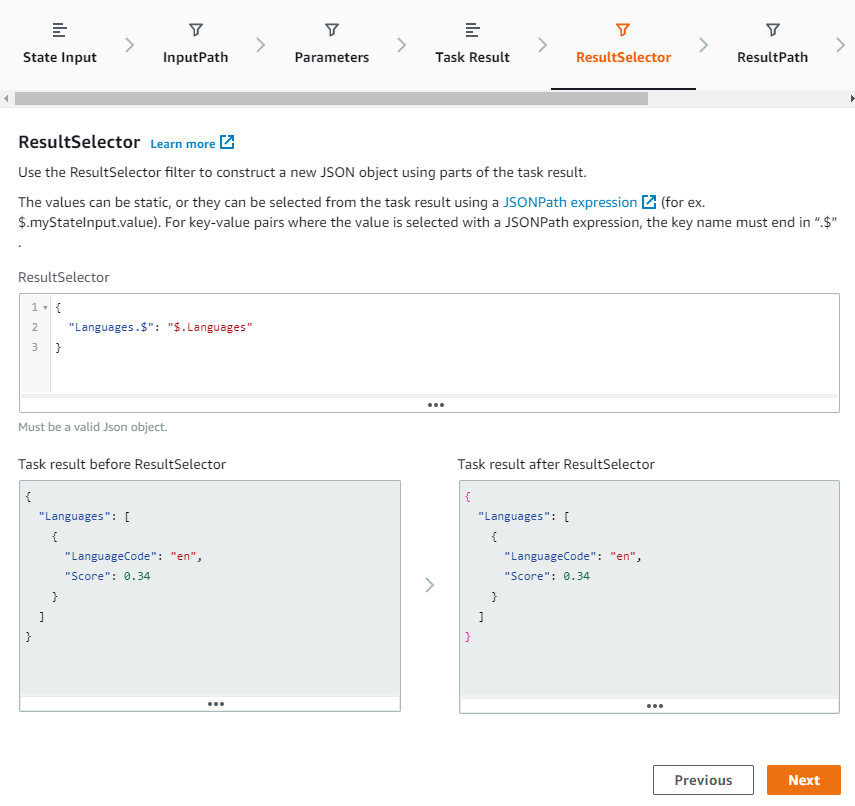 State Input InputPath Parameters Task Result ResultSelector ResultPath
ResultSelector Learn more
Use the ResultSelector filter to construct a new JSON object using parts of the task result.
The values can be static, or they can be selected from the task result using a JSONPath expression (for ex.
$.myStateInput.value). For key-value pairs where the value is selected with a JSONPath expression, the key name must end in “.$”
.
ResultSelector
1 {
2 "Languages.$": "$.Languages"
3 }
Must be a valid Json object.
Task result before ResultSelector
{
"Languages": [
{
"LanguageCode": "en",
"Score": 0.34
}
]
}
Task result after ResultSelector
{
"Languages": [
{
"LanguageCode": "en",
"Score": 0.34
}
]
}
Previous Next